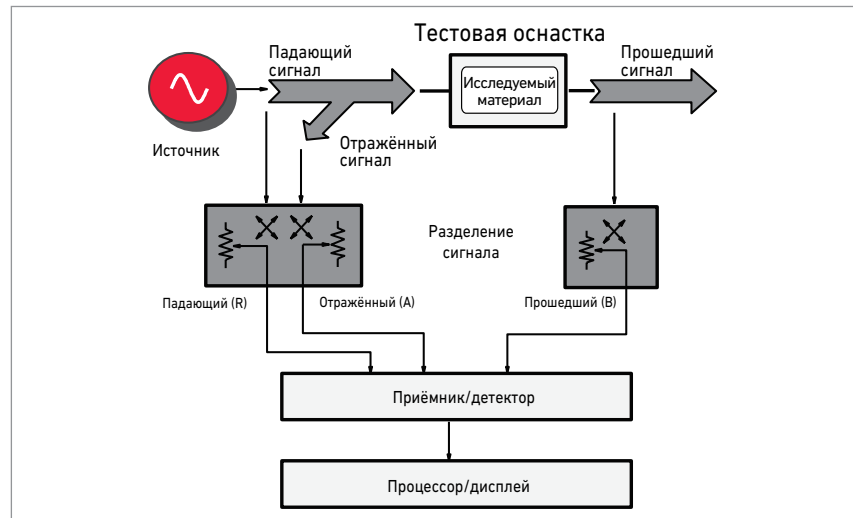 Тестовая оснастка
Падающий
сигнал
Прошедший
сигнал
Исследуемый
материал
Источник
Отражённый
сигнал
Разделение
сигнала
Падающий (R)
Отражённый (A)
Прошедший (B)
Приёмник/детектор
Процессор/дисплей